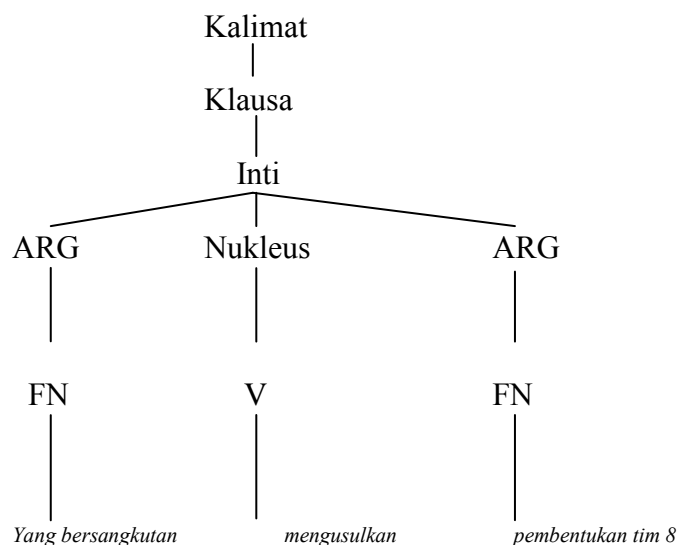 Kalimat
Klausa
Inti
ARG Nukleus ARG
FN V FN
Yang bersangkutan mengusulkan pembentukan tim 8